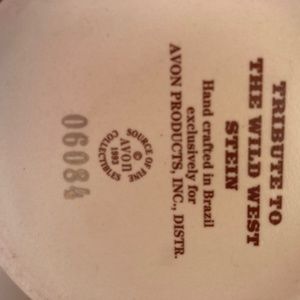 TRIBUTE TO
THE WILD WEST
STEIN
Hand crafted in Brazil
exclusively for
AVON PRODUCTS, INC., DISTR.
SOURCE OF FINE
©
AVON
1993
COLLECTIBLES
06084